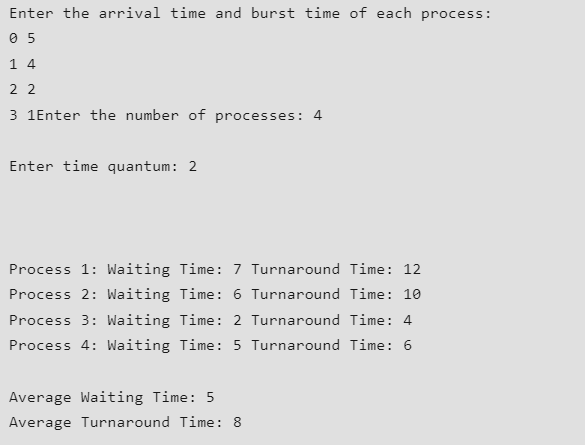 Enter the arrival time and burst time of each process:
0 5
1 4
2 2
3 1Enter the number of processes: 4
Enter time quantum: 2
Process 1: Waiting Time: 7 Turnaround Time: 12
Process 2: Waiting Time: 6 Turnaround Time: 10
Process 3: Waiting Time: 2 Turnaround Time: 4
Process 4: Waiting Time: 5 Turnaround Time: 6
Average Waiting Time: 5
Average Turnaround Time: 8